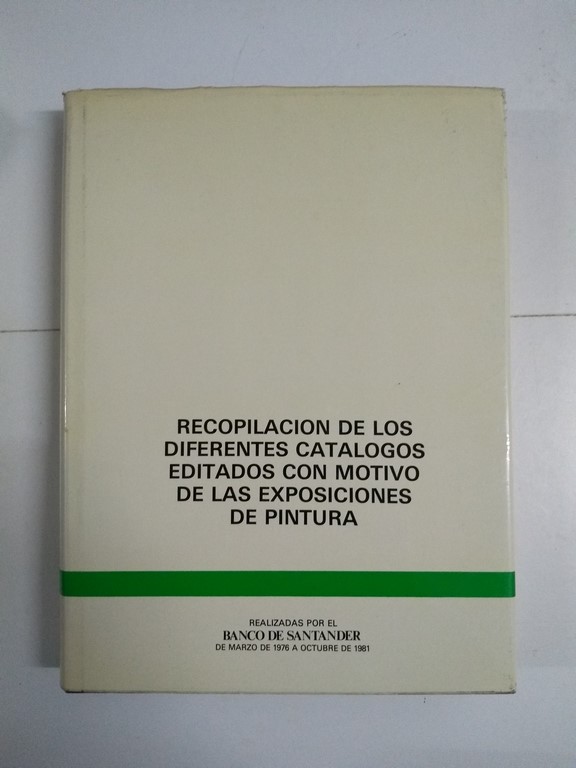 RECOPILACION DE LOS
DIFERENTES CATALOGOS
EDITADOS CON MOTIVO
DE LAS EXPOSICIONES
DE PINTURA
REALIZADAS POR EL
BANCO DE SANTANDER
DE MARZO DE 1976 A OCTUBRE DE 1981